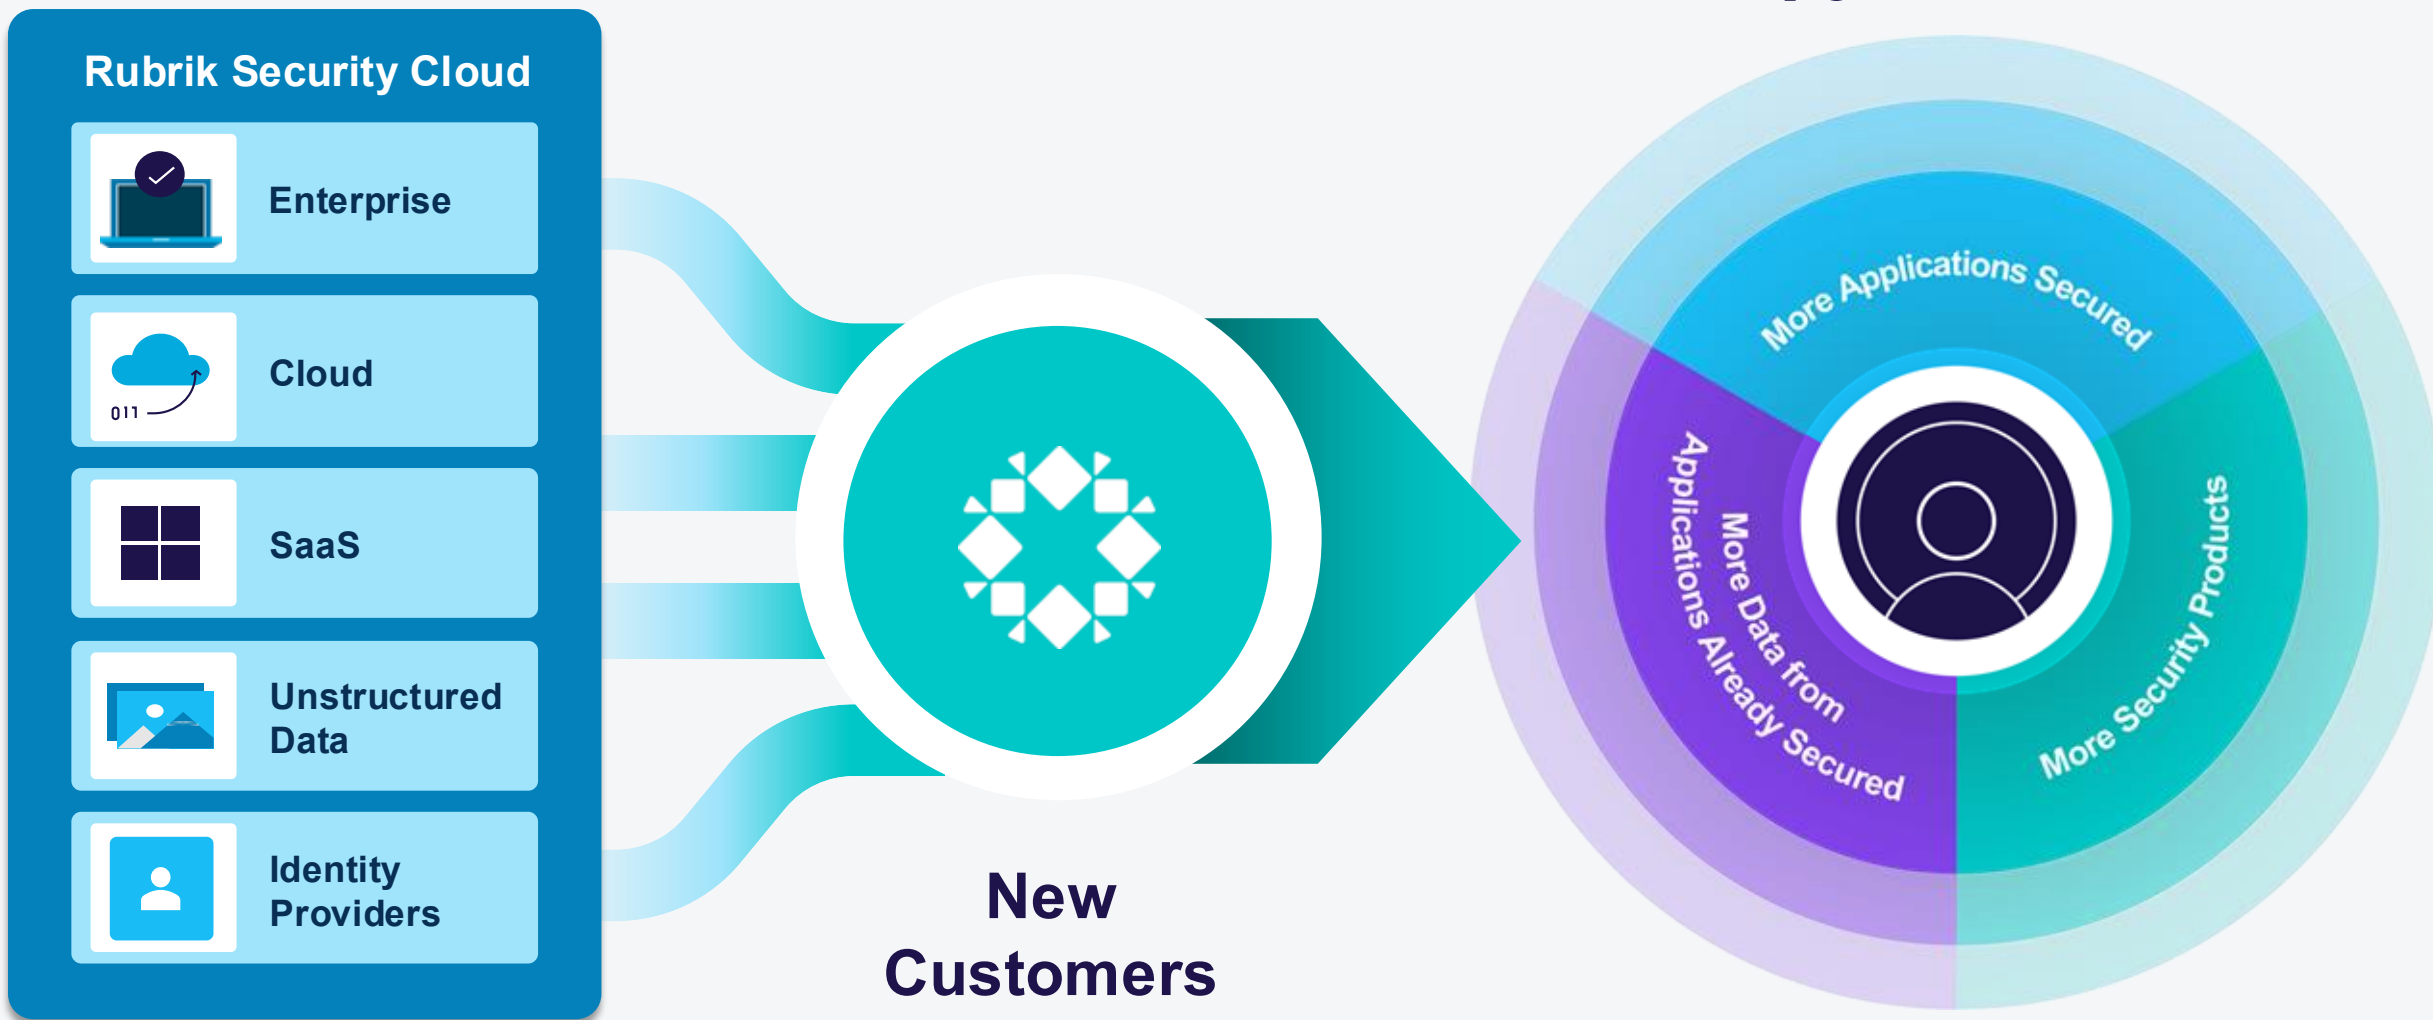 Rubrik Security Cloud
Enterprise
Cloud
011
SaaS
Unstructured
Data
Identity
Providers
New
Customers
More Applications Secured
More Data from
Applications Already Secured
More Security Products